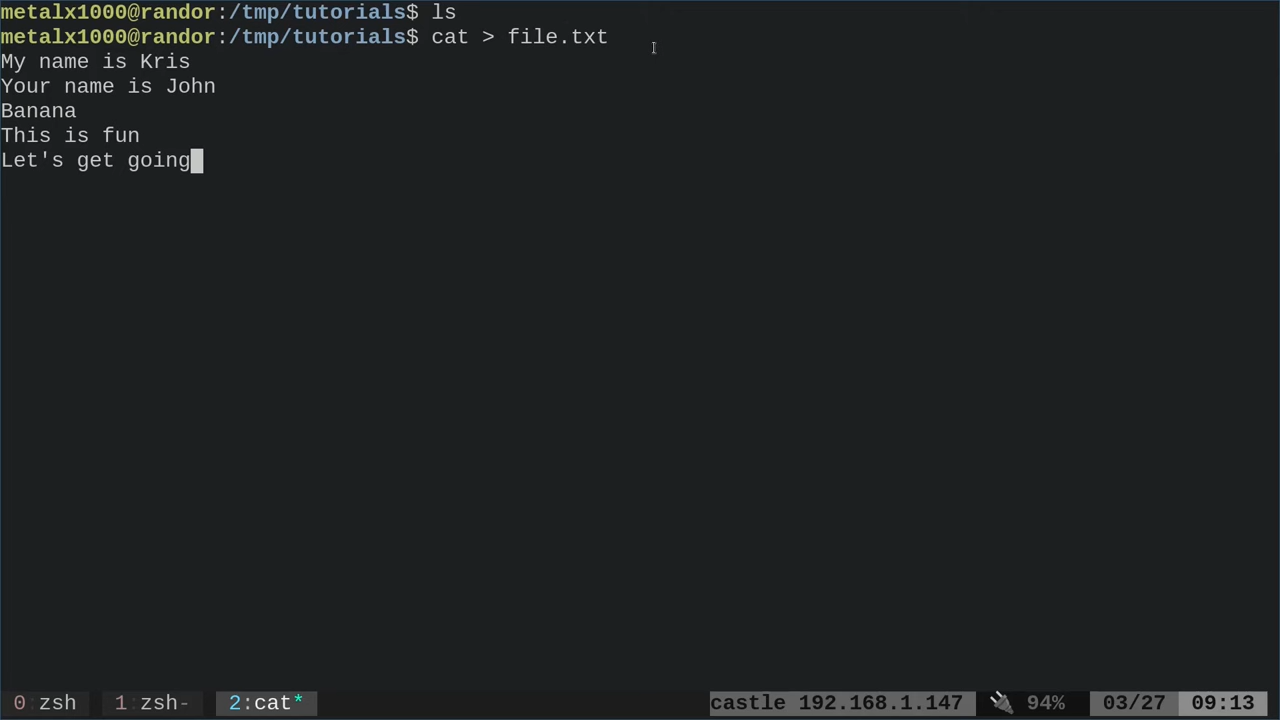 metalx1000@randor:/tmp/tutorials$ ls
metalx1000@randor:/tmp/tutorials$ cat > file.txt
My name is Kris
Your name is John
Banana
This is fun
Let's get going
0:zsh 1:zsh- 2:cat* castle 192.168.1.147 94% 03/27 09:13